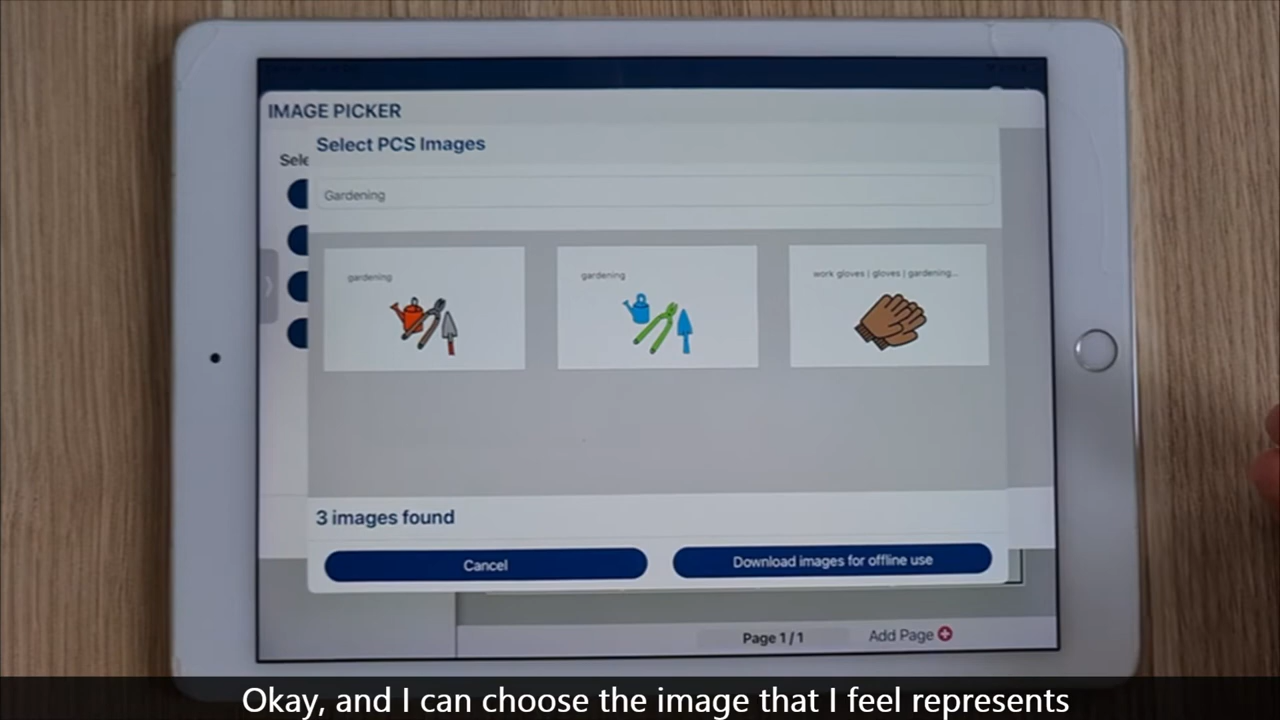 IMAGE PICKER
Select PCS Images
Sele
Gardening
gardening
gardening
work gloves | gloves | gardening...
3 images found
Cancel
Download images for offline use
Page 1 / 1
Add Page
Okay, and I can choose the image that I feel represents